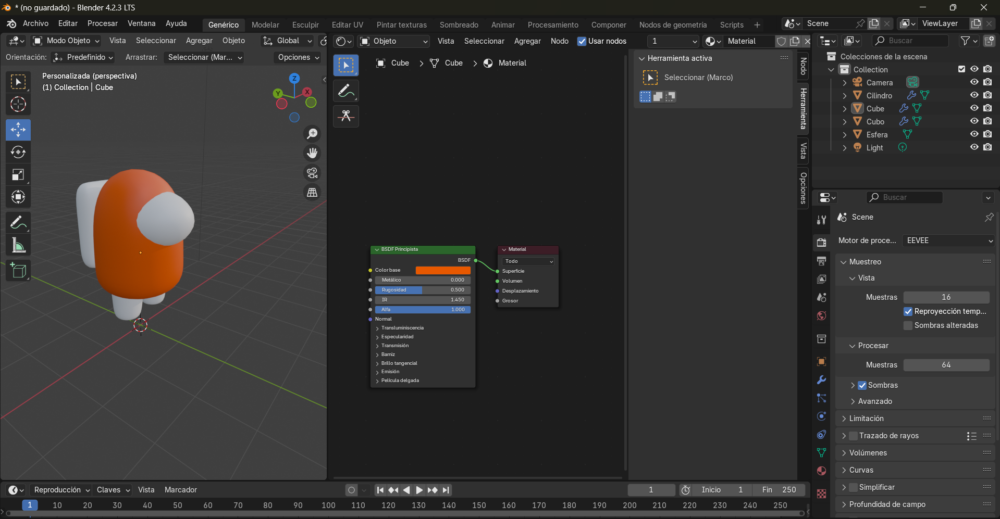 * (no guardado) - Blender 4.2.3 LTS
Archivo Editar Procesar Ventana Ayuda Genérico Modelar Esculpir Editar UV Pintar texturas Sombreado Animar Procesamiento Componer Nodos de geometría Scripts + Scene ViewLayer
Modo Objeto Vista Seleccionar Agregar Objeto Global
Orientación: Predefinido Arrastrar: Seleccionar (Mar... Opciones
Personalizada (perspectiva)
(1) Collection | Cube
Z
Y
X
Objeto Vista Seleccionar Agregar Nodo Usar nodos 1 Material
Cube > Cube > Material
BSDF Principista
BSDF
Color base
Metálico 0.000
Rugosidad 0.500
IR 1.450
Alfa 1.000
Normal
Transluminiscencia
Especularidad
Transmisión
Barniz
Brillo tangencial
Emisión
Película delgada
Material
Todo
Superficie
Volumen
Desplazamiento
Grosor
Herramienta activa
Seleccionar (Marco)
Nodo
Herramienta
Vista
Opciones
Buscar
Colecciones de la escena
Collection
Camera
Cilindro
Cube
Cubo
Esfera
Light
Buscar
Scene
Motor de proce... EEVEE
Muestreo
Vista
Muestras 16
Reproyección temp...
Sombras alteradas
Procesar
Muestras 64
Sombras
Avanzado
Limitación
Trazado de rayos
Volúmenes
Curvas
Simplificar
Profundidad de campo
Reproducción Claves Vista Marcador 1 Inicio 1 Fin 250
1 10 20 30 40 50 60 70 80 90 100 110 120 130 140 150 160 170 180 190 200 210 220 230 240 250